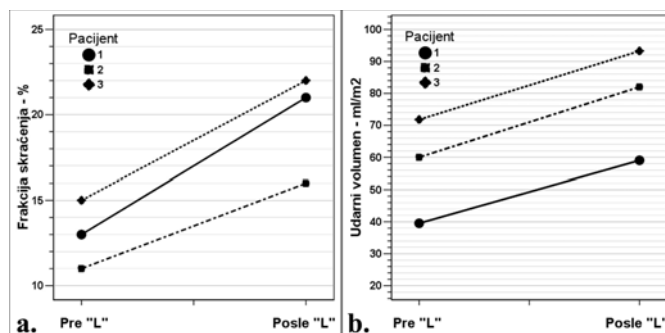 Pacijent
1
2
3
Frakcija skraćenja - %
25
20
15
10
Pre "L"
Posle "L"
a.
Pacijent
1
2
3
Udarni volumen - ml/m2
100
90
80
70
60
50
40
30
20
Pre "L"
Posle "L"
b.